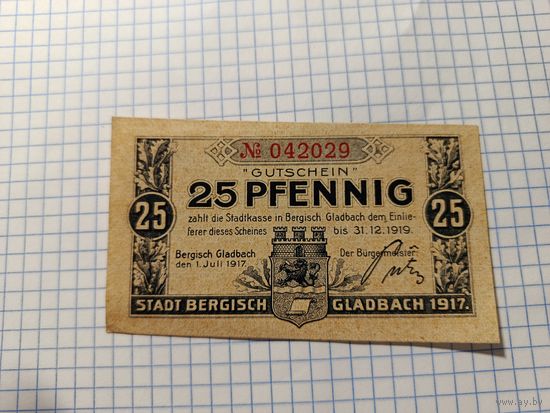 № 042029
"GUTSCHEIN"
25 PFENNIG
25
25
zahlt die Stadtkasse in Bergisch Gladbach dem Einlie-
ferer dieses Scheines bis 31.12.1919.
Bergisch Gladbach
den 1. Juli 1917.
Der Bürgermeister:
STADT BERGISCH GLADBACH 1917.
www.ay.by